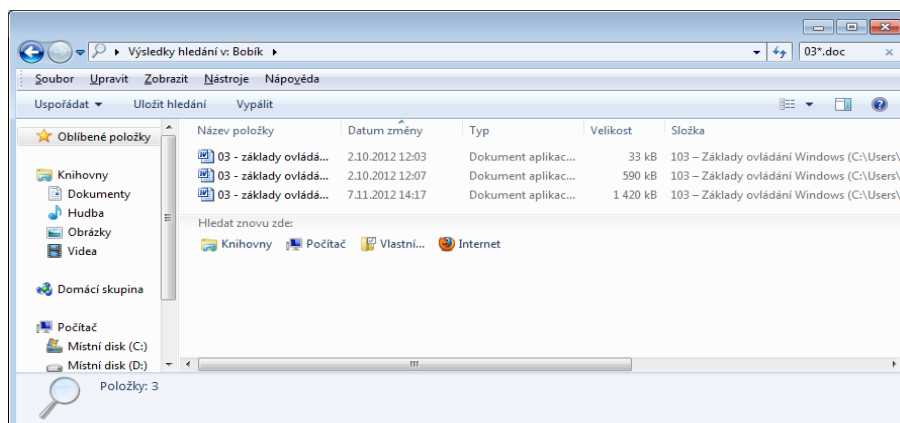 Výsledky hledání v: Bobík
03*.doc
Soubor Upravit Zobrazit Nástroje Nápověda
Uspořádat Uložit hledání Vypálit
Oblíbené položky
Knihovny
Dokumenty
Hudba
Obrázky
Videa
Domácí skupina
Počítač
Místní disk (C:)
Místní disk (D:)
Název položky Datum změny Typ Velikost Složka
03 - základy ovládá... 2.10.2012 12:03 Dokument aplikac... 33 kB 103 – Základy ovládání Windows (C:\Users\
03 - základy ovládá... 2.10.2012 12:07 Dokument aplikac... 590 kB 103 – Základy ovládání Windows (C:\Users\
03 - základy ovládá... 7.11.2012 14:17 Dokument aplikac... 1 420 kB 103 – Základy ovládání Windows (C:\Users\
Hledat znovu zde:
Knihovny Počítač Vlastní... Internet
Položky: 3